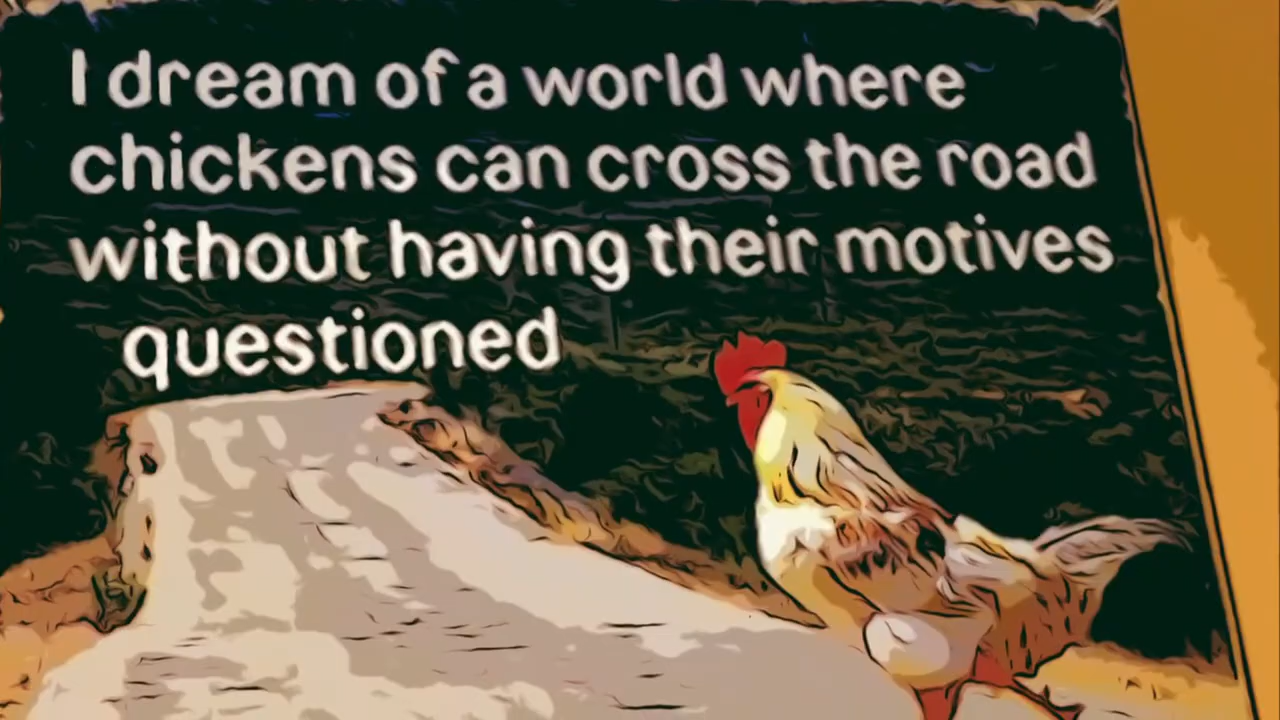 I dream of a world where
chickens can cross the road
without having their motives
questioned